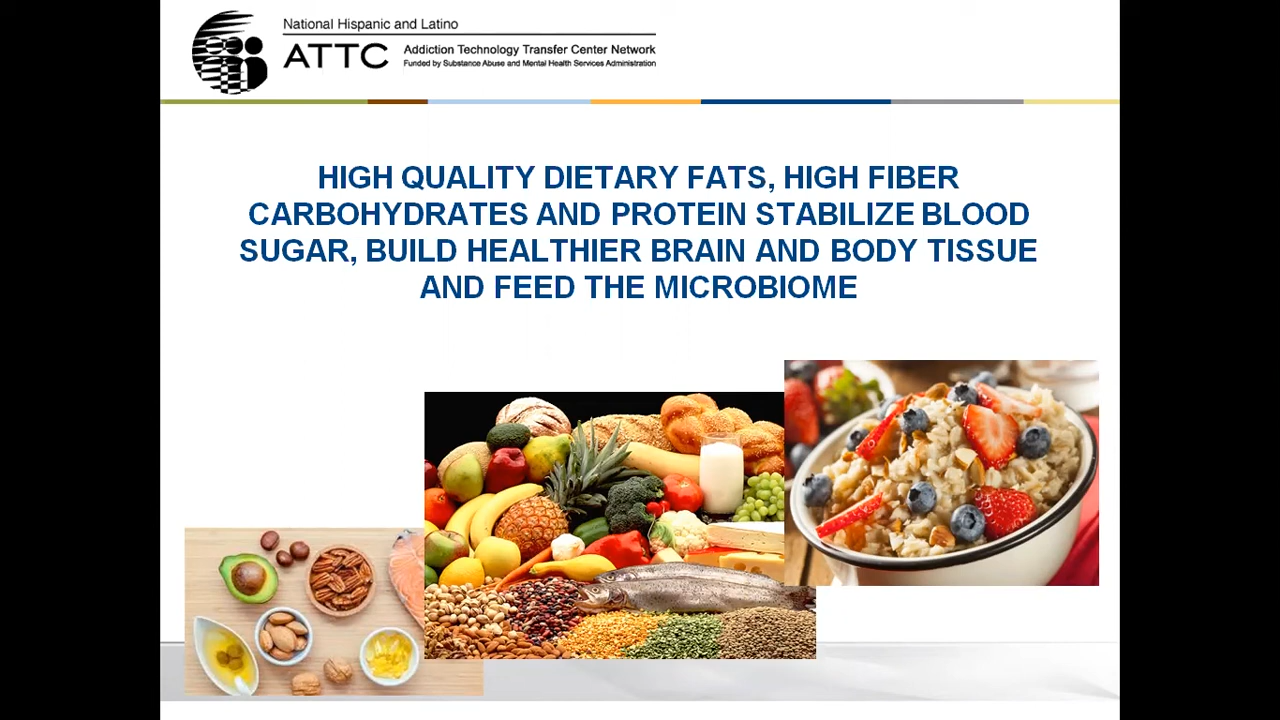 National Hispanic and Latino
ATTC
Addiction Technology Transfer Center Network
Funded by Substance Abuse and Mental Health Services Administration
HIGH QUALITY DIETARY FATS, HIGH FIBER
CARBOHYDRATES AND PROTEIN STABILIZE BLOOD
SUGAR, BUILD HEALTHIER BRAIN AND BODY TISSUE
AND FEED THE MICROBIOME